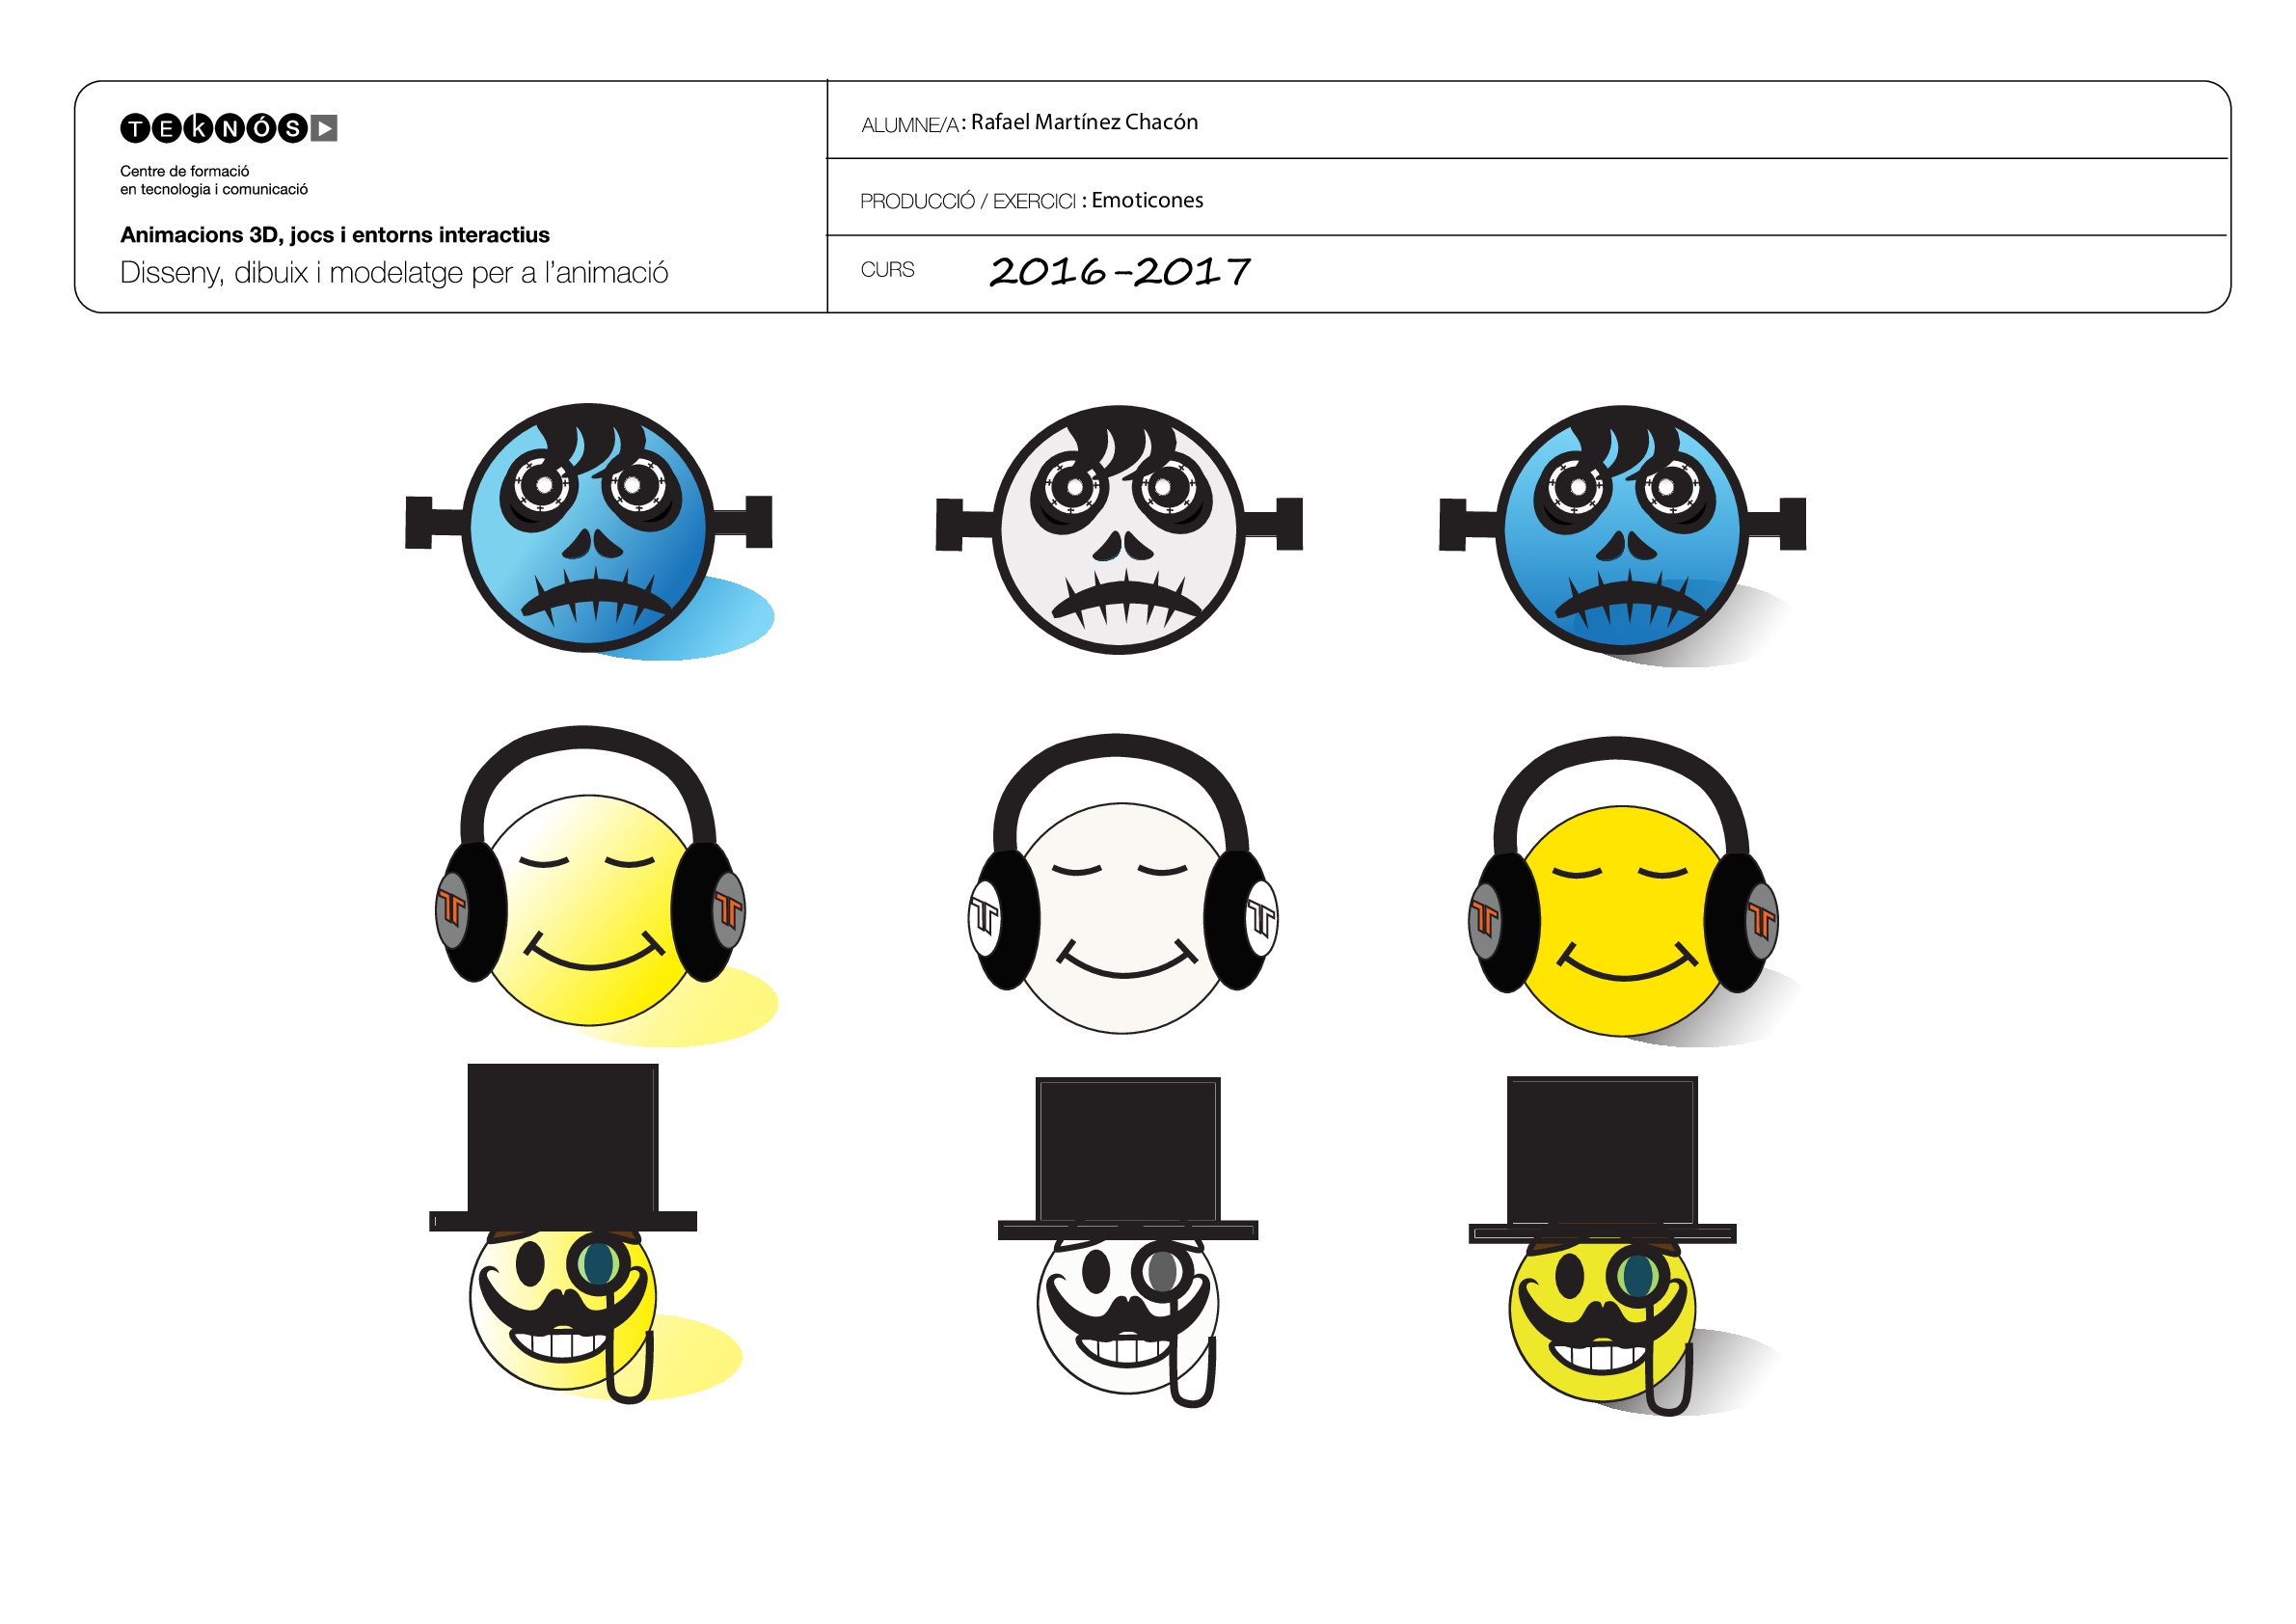 TEkNÓS
Centre de formació
en tecnologia i comunicació
Animacions 3D, jocs i entorns interactius
Disseny, dibuix i modelatge per a l'animació
ALUMNE/A : Rafael Martínez Chacón
PRODUCCIÓ / EXERCICI : Emoticones
CURS 2016-2017